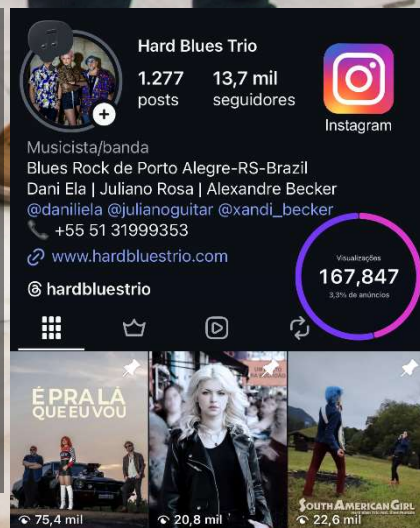 Hard Blues Trio
1.277 13,7 mil
posts seguidores
Instagram
Musicista/banda
Blues Rock de Porto Alegre-RS-Brazil
Dani Ela | Juliano Rosa | Alexandre Becker
@daniliela @julianoguitar @xandi_becker
+55 51 31999353
www.hardbluestrio.com
hardbluestrio
Visualizações
167,847
3,3% de anúncios
É PRA LÁ
QUE EU VOU
75,4 mil
20,8 mil
SOUTH AMERICAN GIRL
22,6 mil